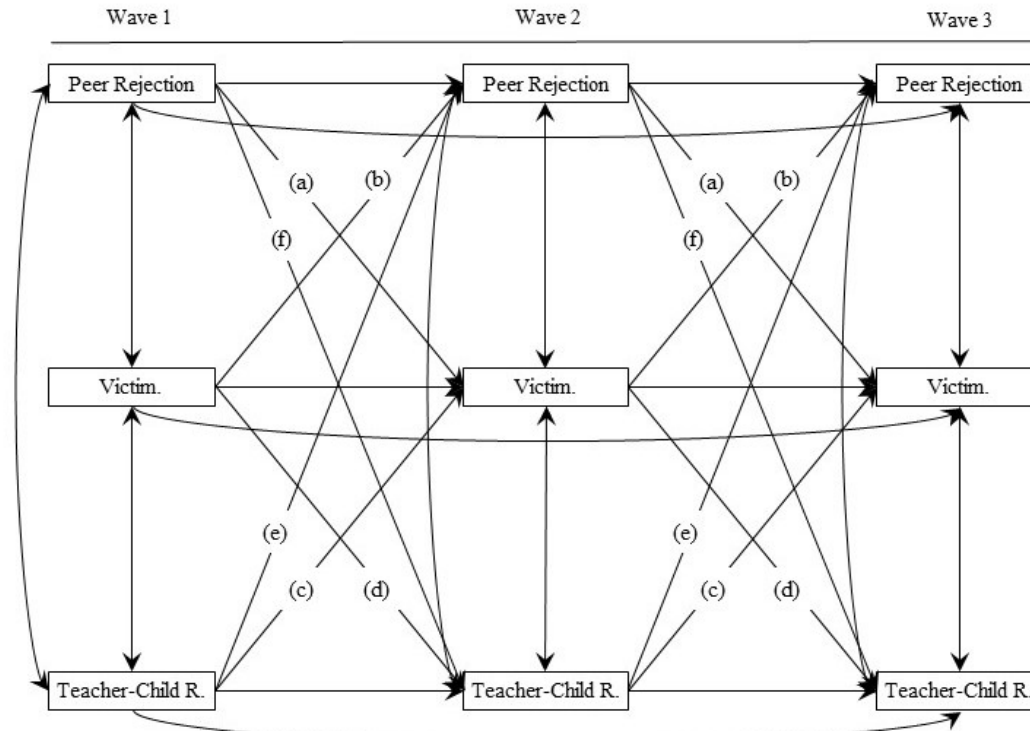 Wave 1 Wave 2 Wave 3
Peer Rejection Peer Rejection Peer Rejection
(a) (b) (a) (b)
(f) (f)
Victim. Victim. Victim.
(e) (e)
(c) (d) (c) (d)
Teacher-Child R. Teacher-Child R. Teacher-Child R.